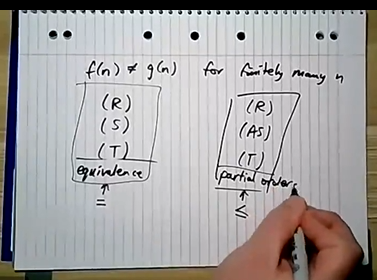 f(n) ≠ g(n) for finitely many n
(R)
(S)
(T)
equivalence
↑
=
(R)
(AS)
(T)
partial order
↑
≤